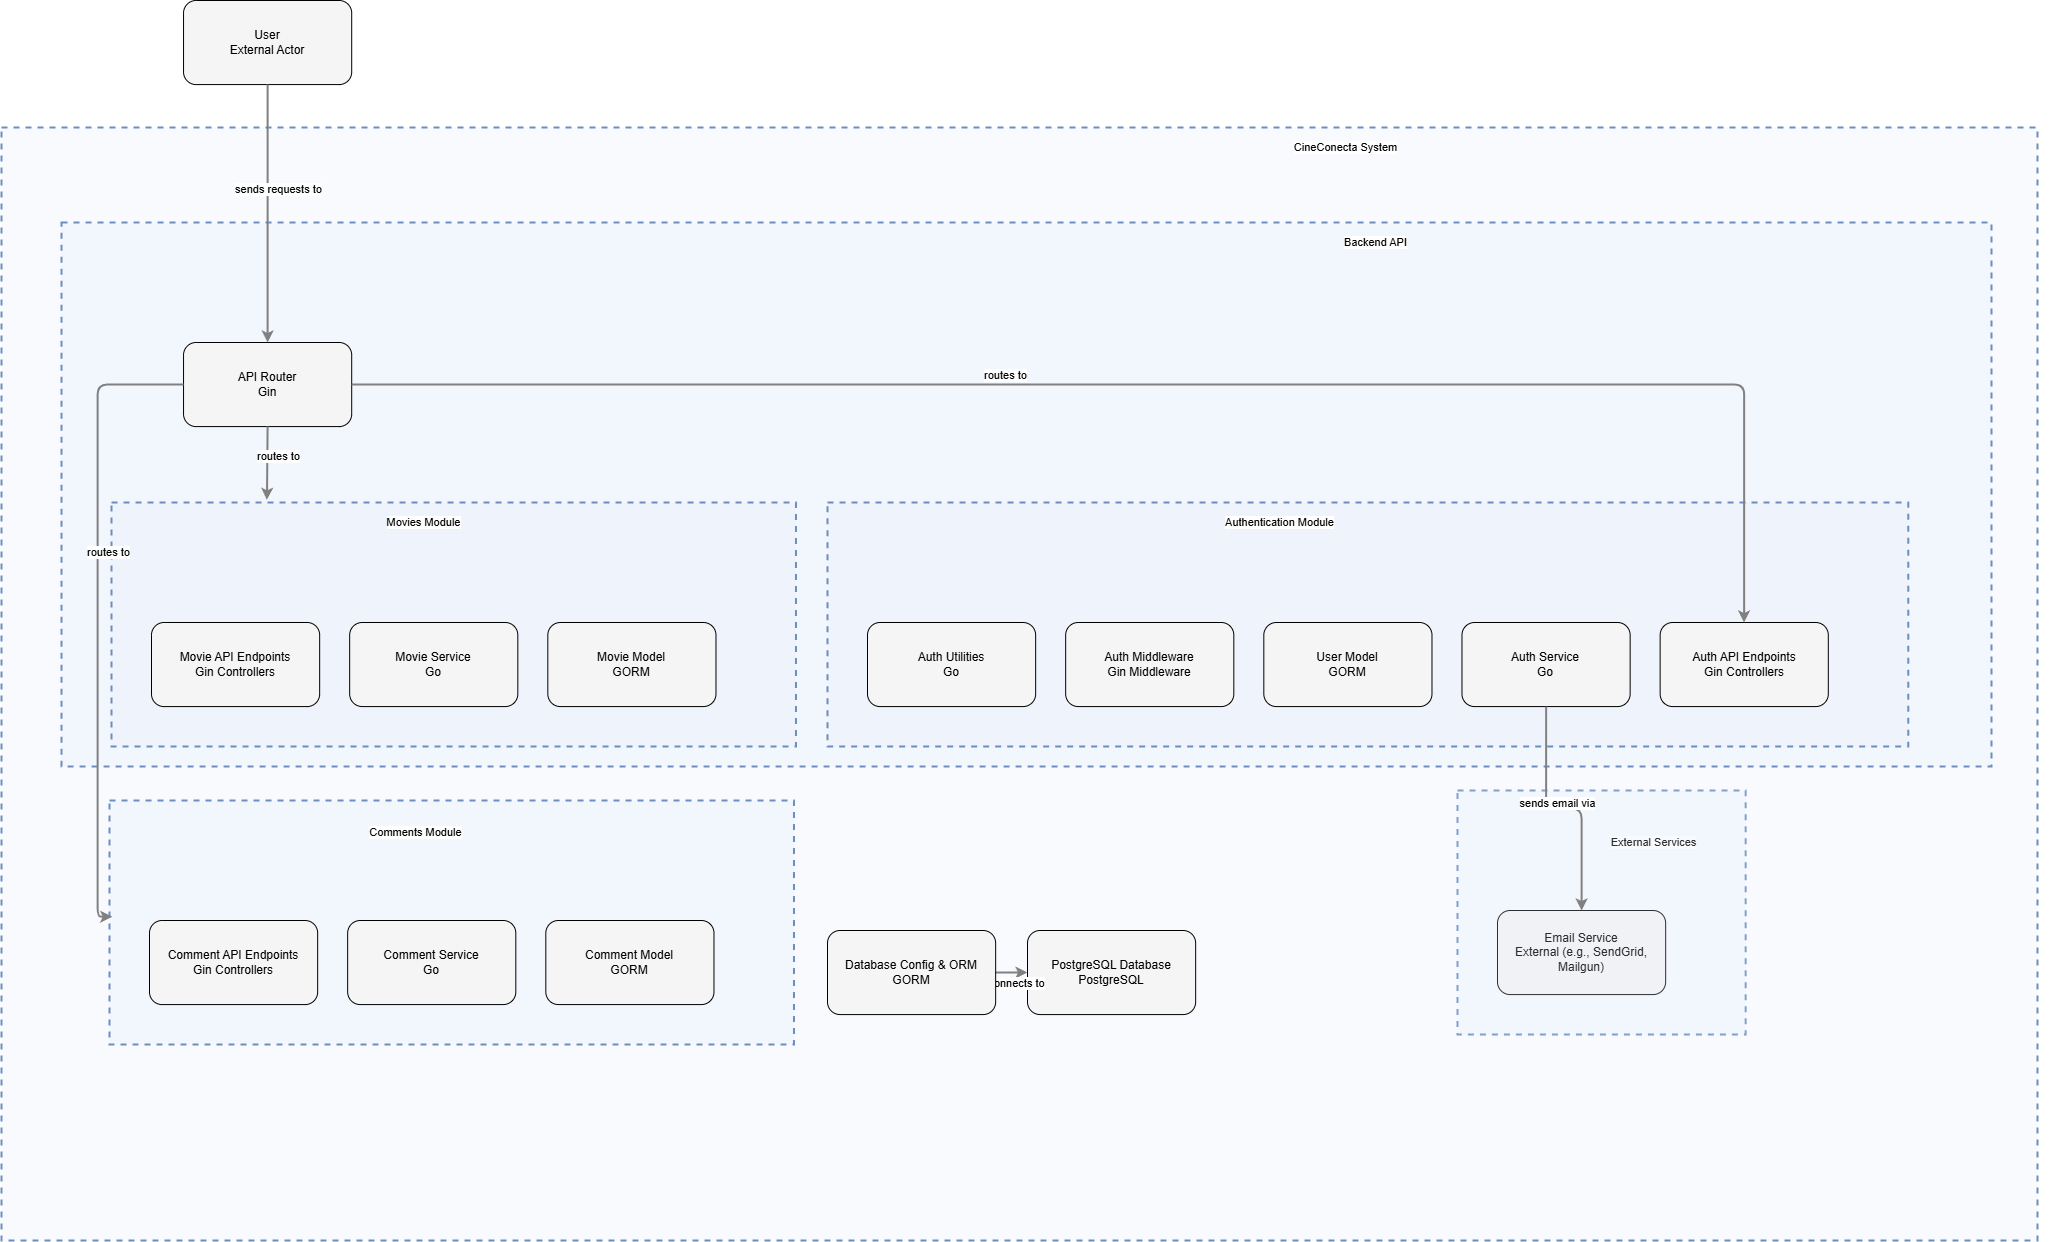 User
External Actor
CineConecta System
sends requests to
Backend API
API Router
Gin
routes to
routes to
routes to
Movies Module
Authentication Module
Movie API Endpoints
Gin Controllers
Movie Service
Go
Movie Model
GORM
Auth Utilities
Go
Auth Middleware
Gin Middleware
User Model
GORM
Auth Service
Go
Auth API Endpoints
Gin Controllers
sends email via
Comments Module
External Services
Comment API Endpoints
Gin Controllers
Comment Service
Go
Comment Model
GORM
Database Config & ORM
GORM
onnects to
PostgreSQL Database
PostgreSQL
Email Service
External (e.g., SendGrid,
Mailgun)